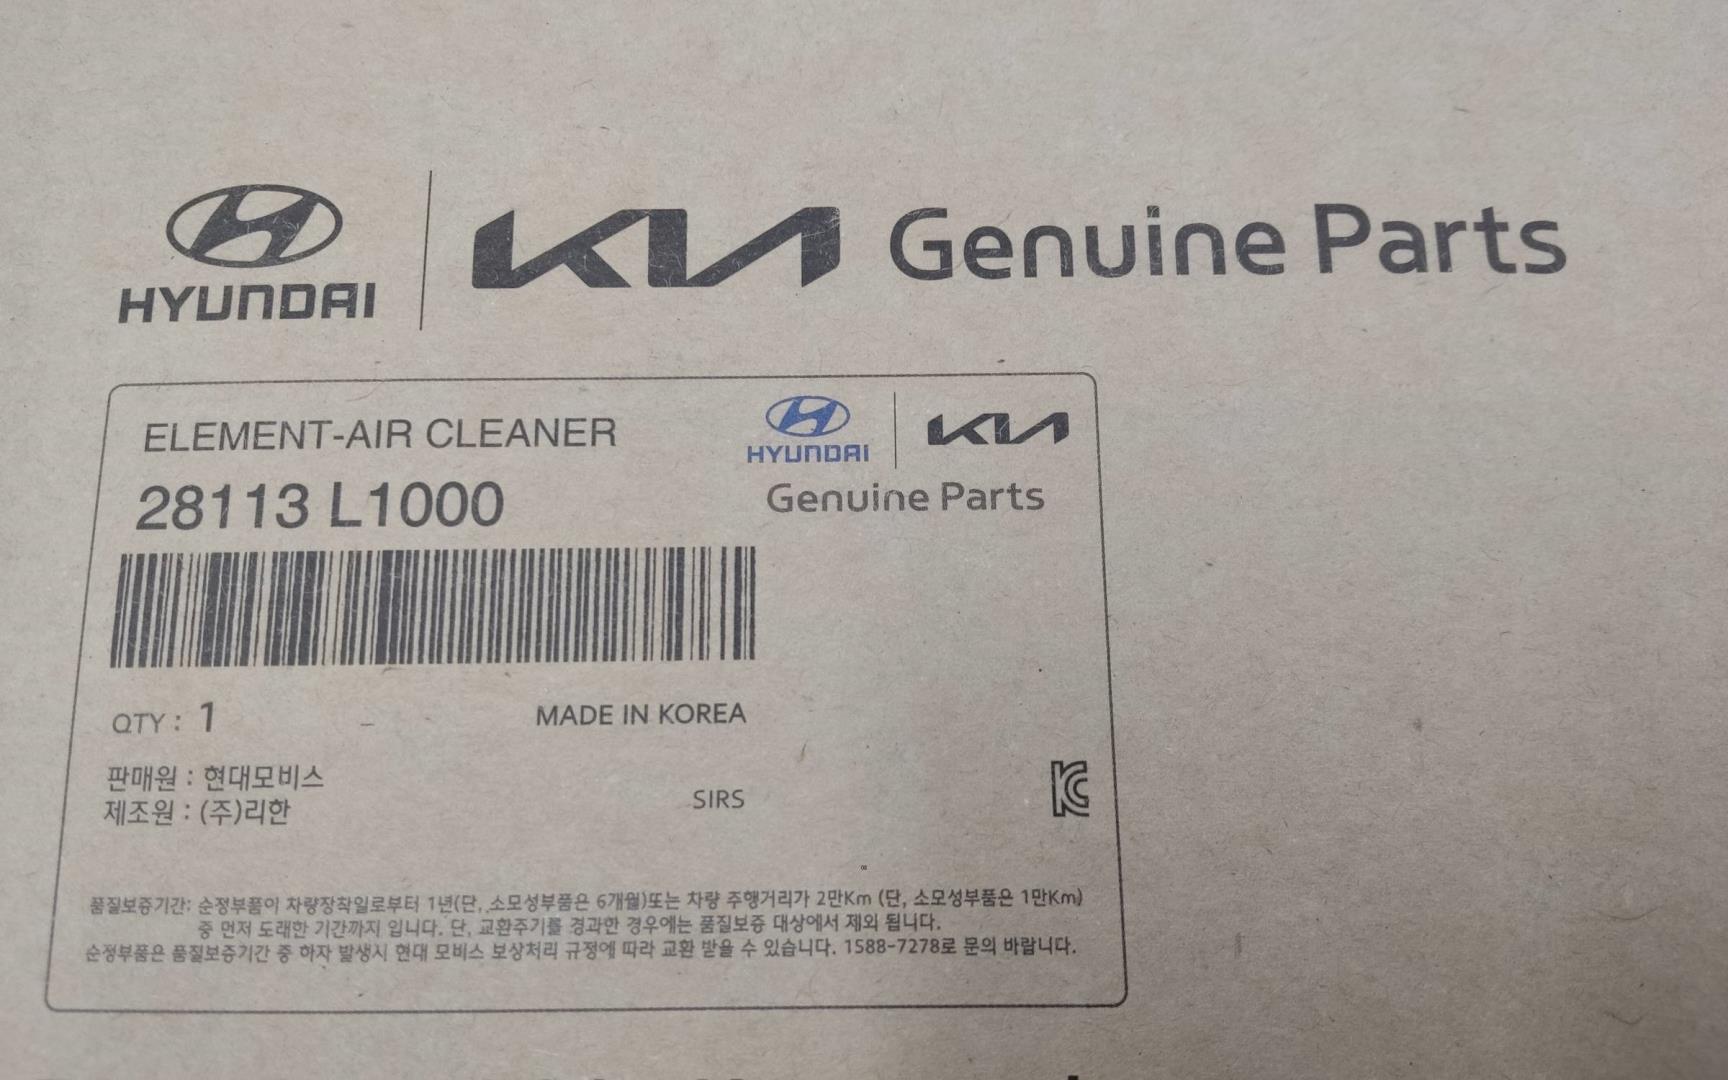 HYUNDAI KIA Genuine Parts
ELEMENT-AIR CLEANER
HYUNDAI KIA
28113 L1000
Genuine Parts
QTY : 1
MADE IN KOREA
판매원 : 현대모비스
제조원 : (주)리한
SIRS
품질보증기간: 순정부품이 차량장착일로부터 1년(단, 소모성부품은 6개월)또는 차량 주행거리가 2만Km (단, 소모성부품은 1만Km)
중 먼저 도래한 기간까지 입니다. 단, 교환주기를 경과한 경우에는 품질보증 대상에서 제외 됩니다.
순정부품은 품질보증기간 중 하자 발생시 현대 모비스 보상처리 규정에 따라 교환 받을 수 있습니다. 1588-7278로 문의 바랍니다.